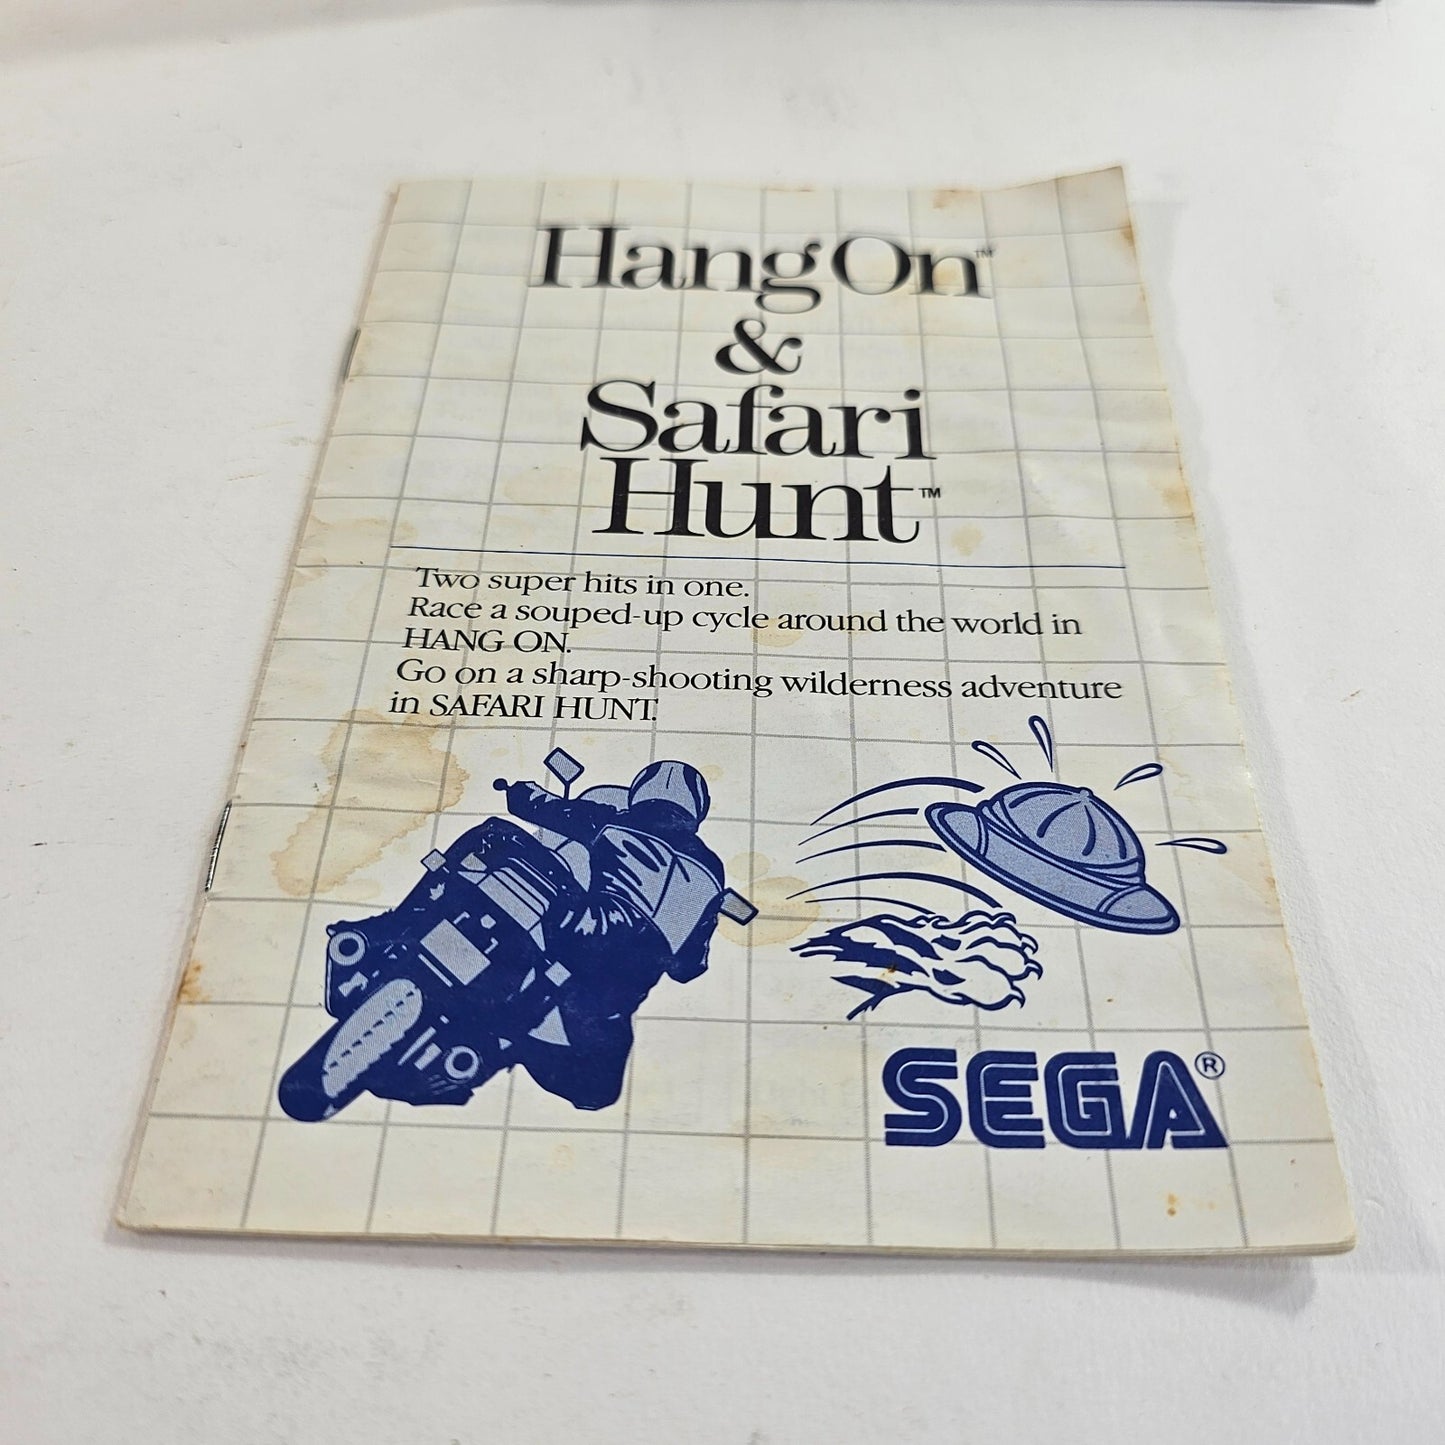 Hang On™
&
Safari
Hunt™
Two super hits in one.
Race a souped-up cycle around the world in
HANG ON.
Go on a sharp-shooting wilderness adventure
in SAFARI HUNT.
SEGA®